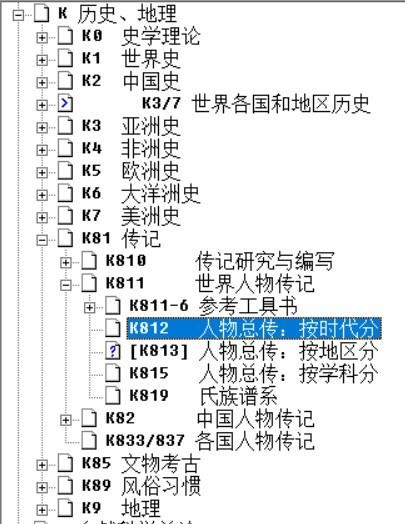 K 历史、地理
K0 史学理论
K1 世界史
K2 中国史
K3/7 世界各国和地区历史
K3 亚洲史
K4 非洲史
K5 欧洲史
K6 大洋洲史
K7 美洲史
K81 传记
K810 传记研究与编写
K811 世界人物传记
K811-6 参考工具书
K812 人物总传：按时代分
[K813] 人物总传：按地区分
K815 人物总传：按学科分
K819 氏族谱系
K82 中国人物传记
K833/837 各国人物传记
K85 文物考古
K89 风俗习惯
K9 地理